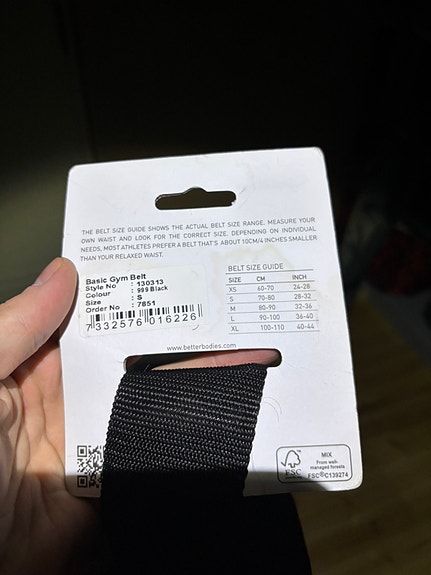 THE BELT SIZE GUIDE SHOWS THE ACTUAL BELT SIZE RANGE. MEASURE YOUR
OWN WAIST AND LOOK FOR THE CORRECT SIZE. DEPENDING ON INDIVIDUAL
NEEDS, MOST ATHLETES PREFER A BELT THAT'S ABOUT 10CM/4 INCHES SMALLER
THAN YOUR RELAXED WAIST.
Basic Gym Belt
Style No : 130313
Colour : 999 Black
Size : S
Order No : 7851
7 332576 016226
BELT SIZE GUIDE
SIZE CM INCH
XS 60-70 24-28
S 70-80 28-32
M 80-90 32-36
L 90-100 36-40
XL 100-110 40-44
www.betterbodies.com
FSC
MIX
From well-
managed forests
FSC®C139274